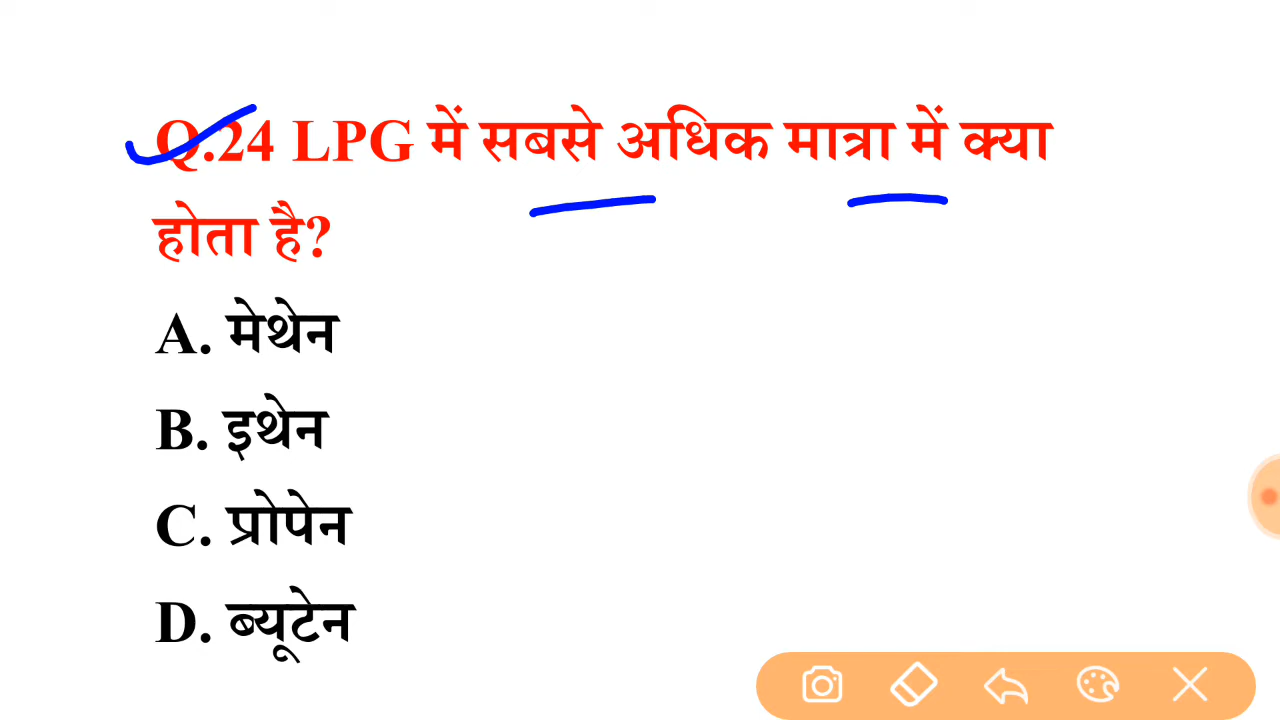 Q.24 LPG में सबसे अधिक मात्रा में क्या
होता है?
A. मेथेन
B. इथेन
C. प्रोपेन
D. ब्यूटेन